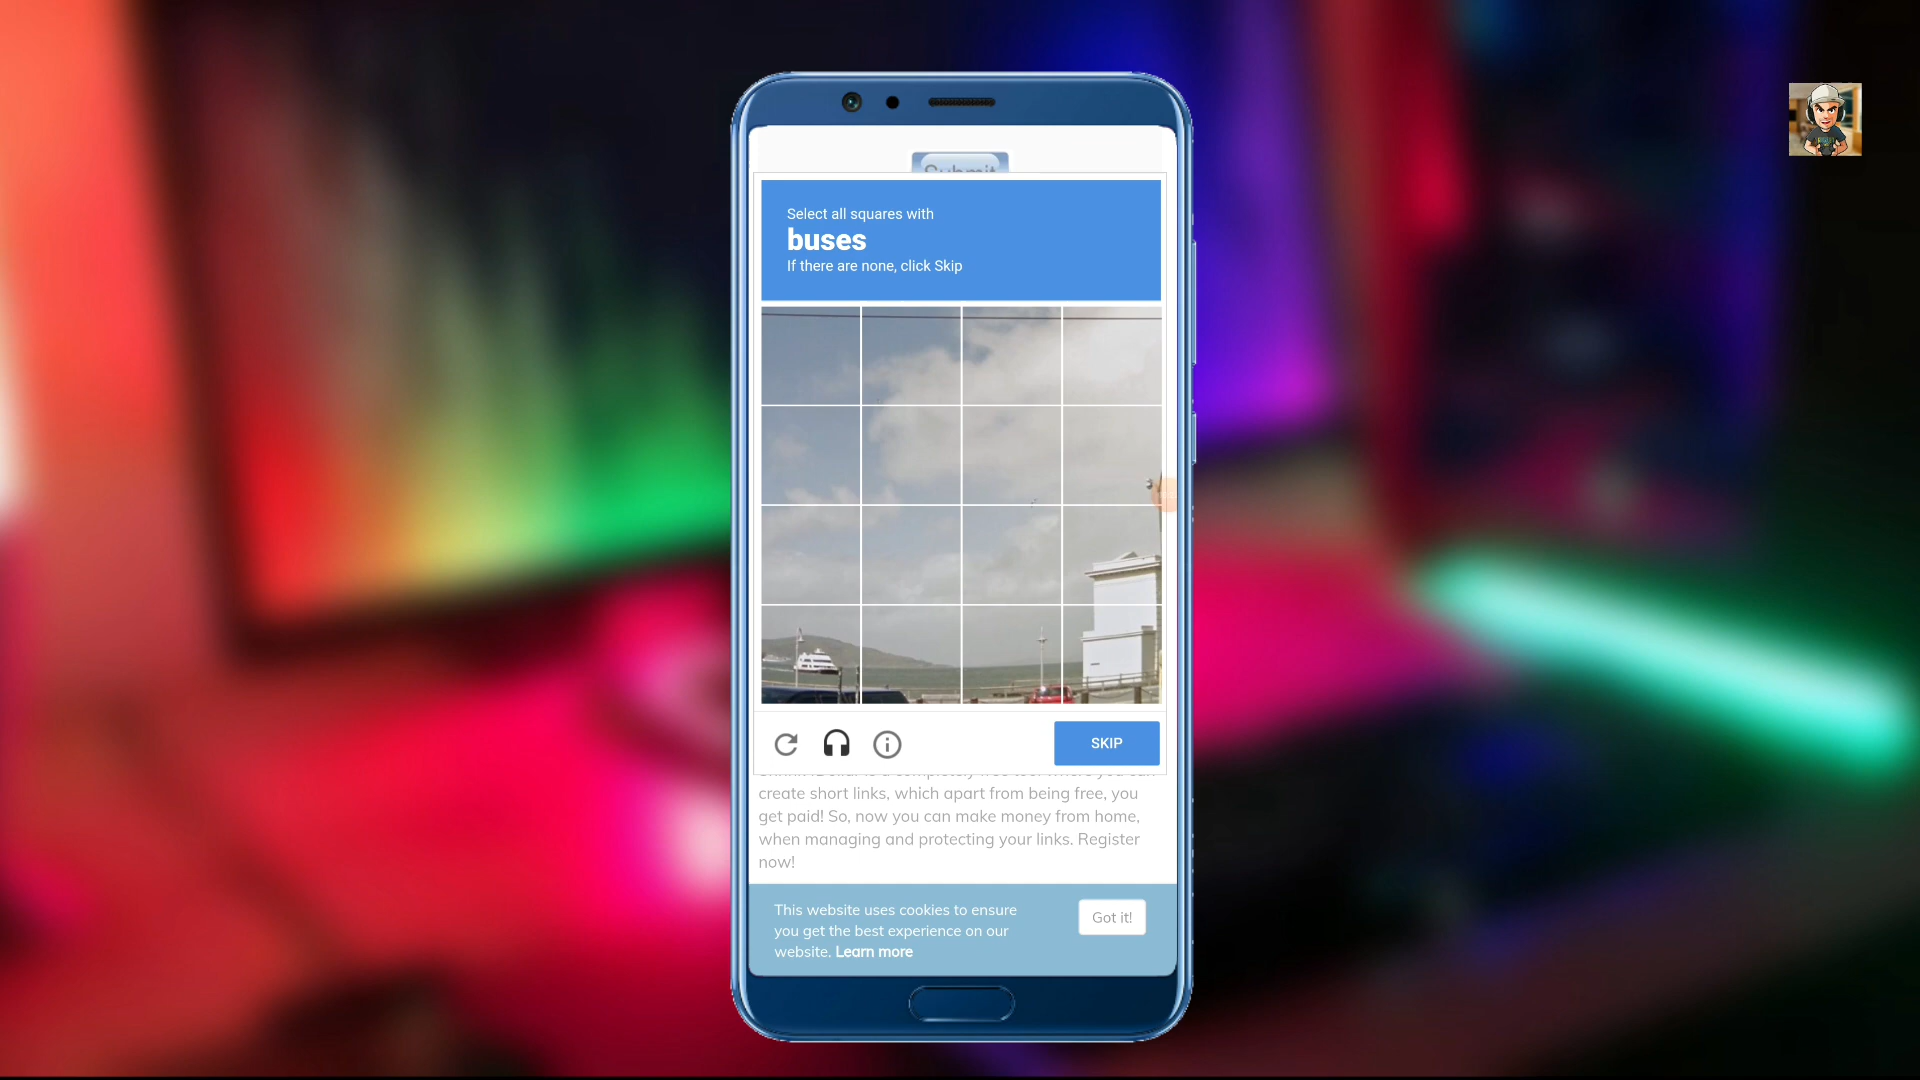 Submit
Select all squares with
buses
If there are none, click Skip
SKIP
create short links, which apart from being free, you
get paid! So, now you can make money from home,
when managing and protecting your links. Register
now!
This website uses cookies to ensure
you get the best experience on our
website. Learn more
Got it!